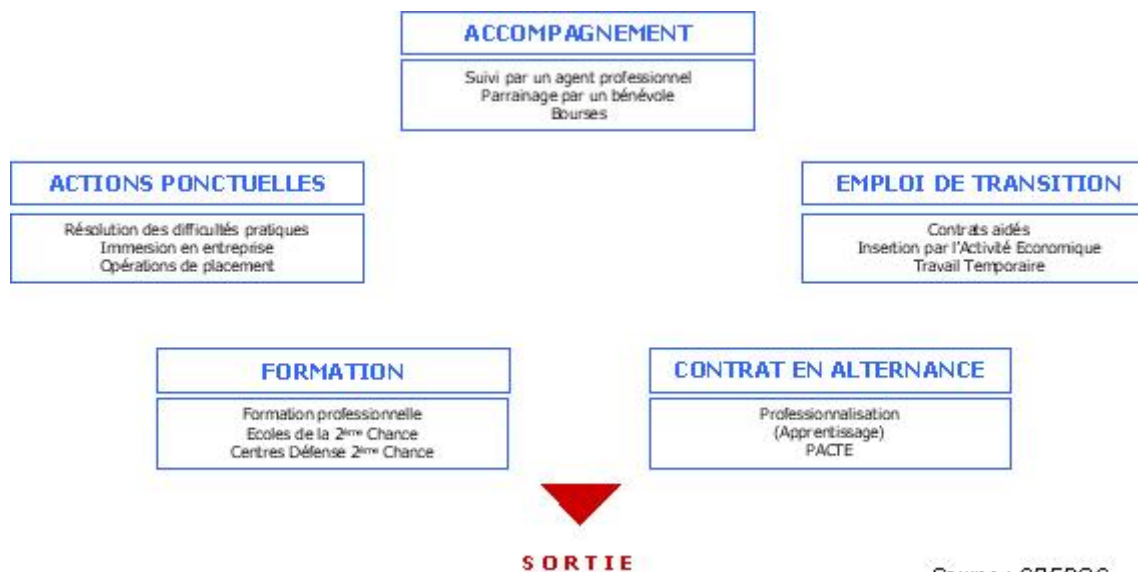 ACCOMPAGNEMENT
Suivi par un agent professionnel
Parrainage par un bénévole
Bourses
ACTIONS PONCTUELLES
Résolution des difficultés pratiques
Immersion en entreprise
Opérations de placement
EMPLOI DE TRANSITION
Contrats aidés
Insertion par l'Activité Economique
Travail Temporaire
FORMATION
Formation professionnelle
Ecoles de la 2ème Chance
Centres Défense 2ème Chance
CONTRAT EN ALTERNANCE
Professionnalisation
(Apprentissage)
PACTE
SORTIE